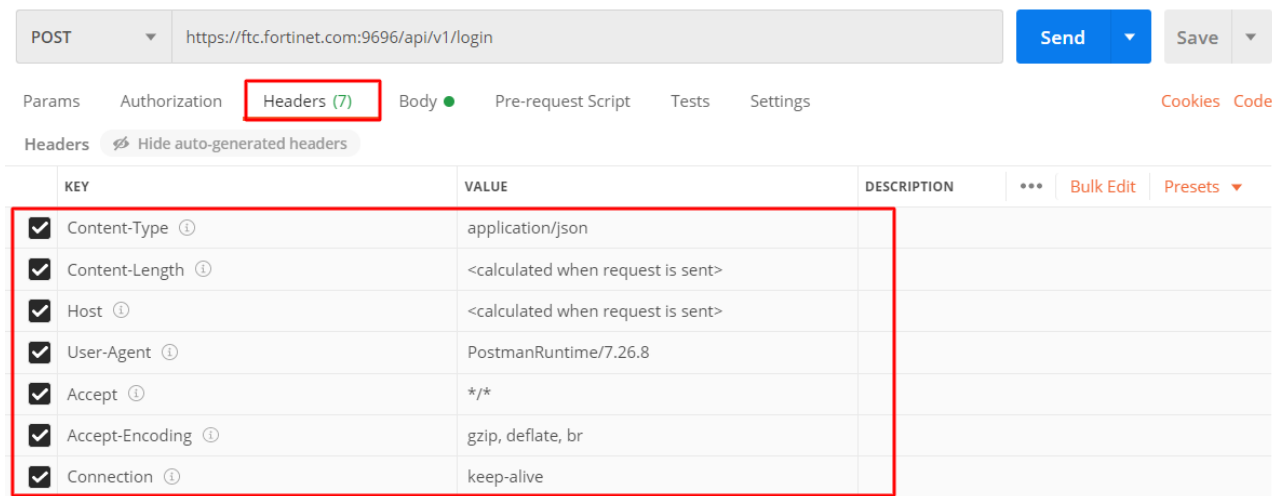 POST https://ftc.fortinet.com:9696/api/v1/login Send Save
Params Authorization Headers (7) Body Pre-request Script Tests Settings Cookies Code
Headers Hide auto-generated headers
KEY VALUE DESCRIPTION ••• Bulk Edit Presets
Content-Type application/json
Content-Length <calculated when request is sent>
Host <calculated when request is sent>
User-Agent PostmanRuntime/7.26.8
Accept */*
Accept-Encoding gzip, deflate, br
Connection keep-alive